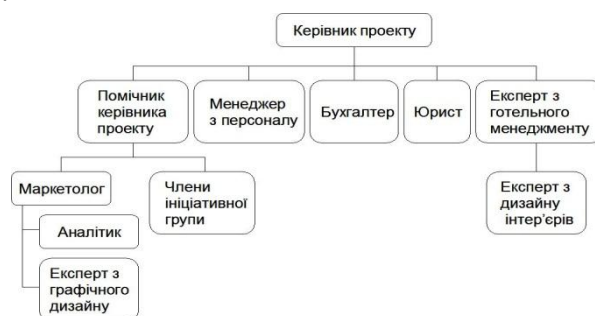 Керівник проекту
Помічник
керівника
проекту
Менеджер
з персоналу
Бухгалтер
Юрист
Експерт з
готельного
менеджменту
Маркетолог
Члени
ініціативної
групи
Експерт з
дизайну
інтер’єрів
Аналітик
Експерт з
графічного
дизайну